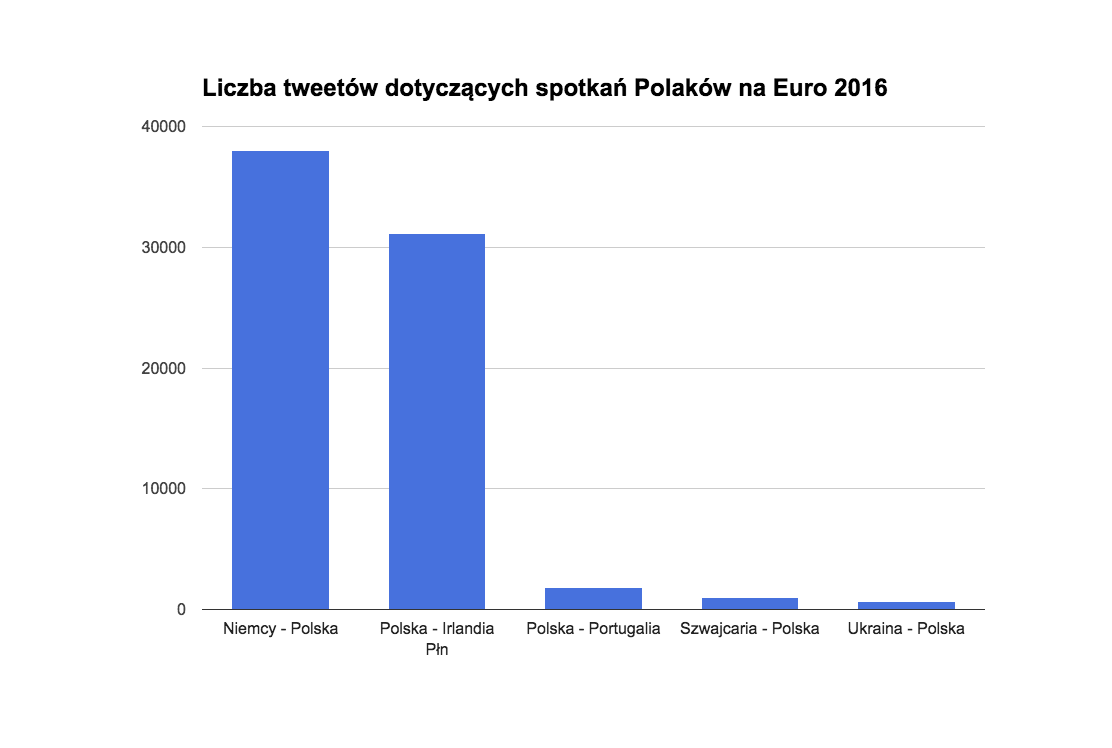 Liczba tweetów dotyczących spotkań Polaków na Euro 2016
40000
30000
20000
10000
0
Niemcy - Polska
Polska - Irlandia
Płn
Polska - Portugalia
Szwajcaria - Polska
Ukraina - Polska